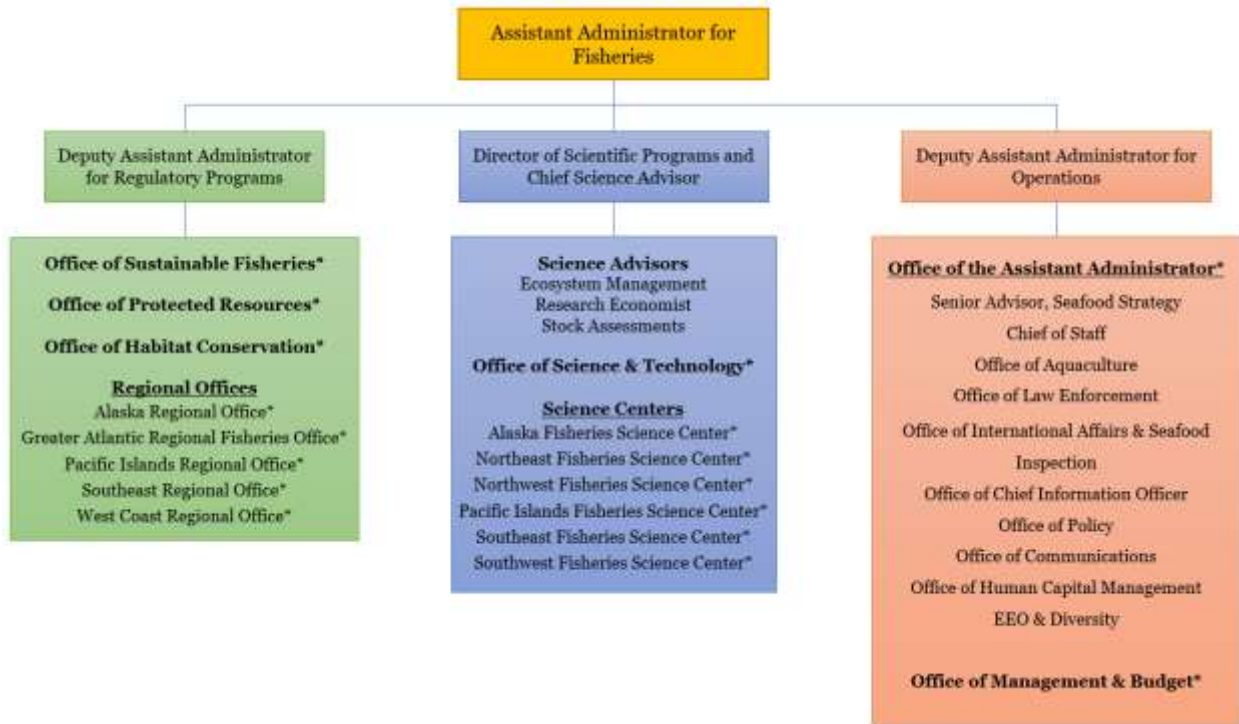 Assistant Administrator for
Fisheries
Deputy Assistant Administrator
for Regulatory Programs
Director of Scientific Programs and
Chief Science Advisor
Deputy Assistant Administrator for
Operations
Office of Sustainable Fisheries*
Office of Protected Resources*
Office of Habitat Conservation*
Regional Offices
Alaska Regional Office*
Greater Atlantic Regional Fisheries Office*
Pacific Islands Regional Office*
Southeast Regional Office*
West Coast Regional Office*
Science Advisors
Ecosystem Management
Research Economist
Stock Assessments
Office of Science & Technology*
Science Centers
Alaska Fisheries Science Center*
Northeast Fisheries Science Center*
Northwest Fisheries Science Center*
Pacific Islands Fisheries Science Center*
Southeast Fisheries Science Center*
Southwest Fisheries Science Center*
Office of the Assistant Administrator*
Senior Advisor, Seafood Strategy
Chief of Staff
Office of Aquaculture
Office of Law Enforcement
Office of International Affairs & Seafood
Inspection
Office of Chief Information Officer
Office of Policy
Office of Communications
Office of Human Capital Management
EEO & Diversity
Office of Management & Budget*